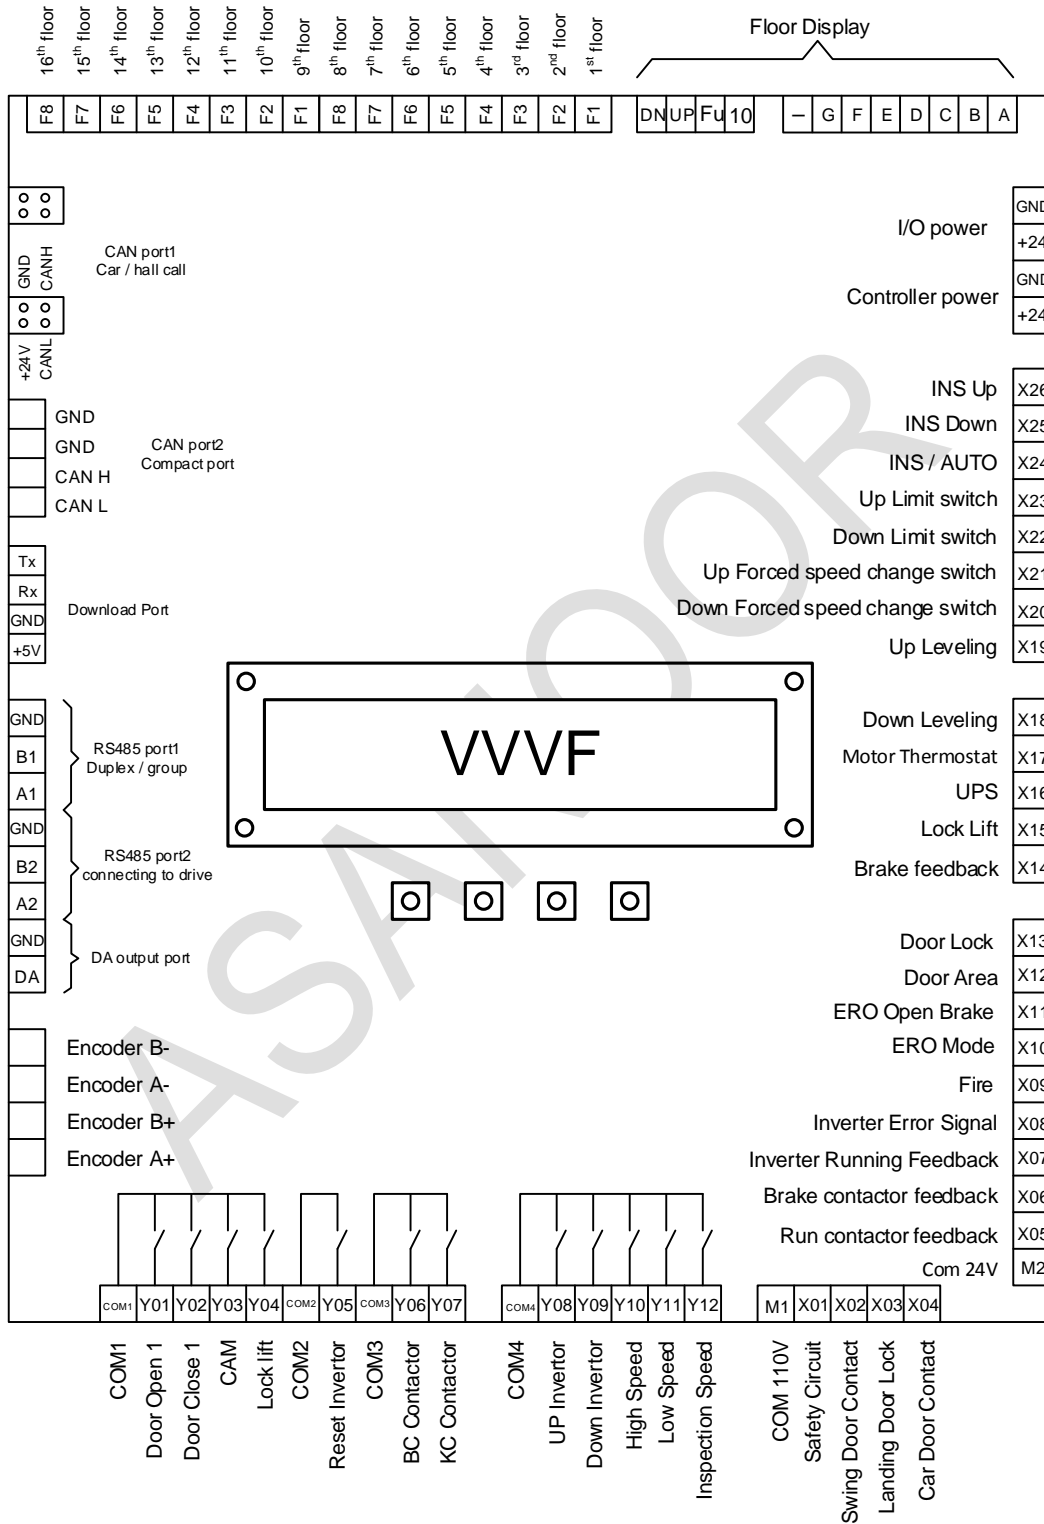 Floor Display
16th floor
15th floor
14th floor
13th floor
12th floor
11th floor
10th floor
9th floor
8th floor
7th floor
6th floor
5th floor
4th floor
3rd floor
2nd floor
1st floor
F8 F7 F6 F5 F4 F3 F2 F1 F8 F7 F6 F5 F4 F3 F2 F1
DN UP Fu 10
– G F E D C B A
GND CANH
+24V CANL
CAN port1
Car / hall call
GND
GND
CAN H
CAN L
CAN port2
Compact port
Tx
Rx
GND
+5V
Download Port
GND
B1
A1
RS485 port1
Duplex / group
GND
B2
A2
RS485 port2
connecting to drive
GND
DA
DA output port
Encoder B-
Encoder A-
Encoder B+
Encoder A+
VVVF
ASANOOR
I/O power
GND
+24
Controller power
GND
+24
INS Up X26
INS Down X25
INS / AUTO X24
Up Limit switch X23
Down Limit switch X22
Up Forced speed change switch X21
Down Forced speed change switch X20
Up Leveling X19
Down Leveling X18
Motor Thermostat X17
UPS X16
Lock Lift X15
Brake feedback X14
Door Lock X13
Door Area X12
ERO Open Brake X11
ERO Mode X10
Fire X09
Inverter Error Signal X08
Inverter Running Feedback X07
Brake contactor feedback X06
Run contactor feedback X05
Com 24V M2
COM1 Y01 Y02 Y03 Y04 COM2 Y05 COM3 Y06 Y07
COM4 Y08 Y09 Y10 Y11 Y12
M1 X01 X02 X03 X04
COM1
Door Open 1
Door Close 1
CAM
Lock lift
COM2
Reset Invertor
COM3
BC Contactor
KC Contactor
COM4
UP Invertor
Down Invertor
High Speed
Low Speed
Inspection Speed
COM 110V
Safety Circuit
Swing Door Contact
Landing Door Lock
Car Door Contact